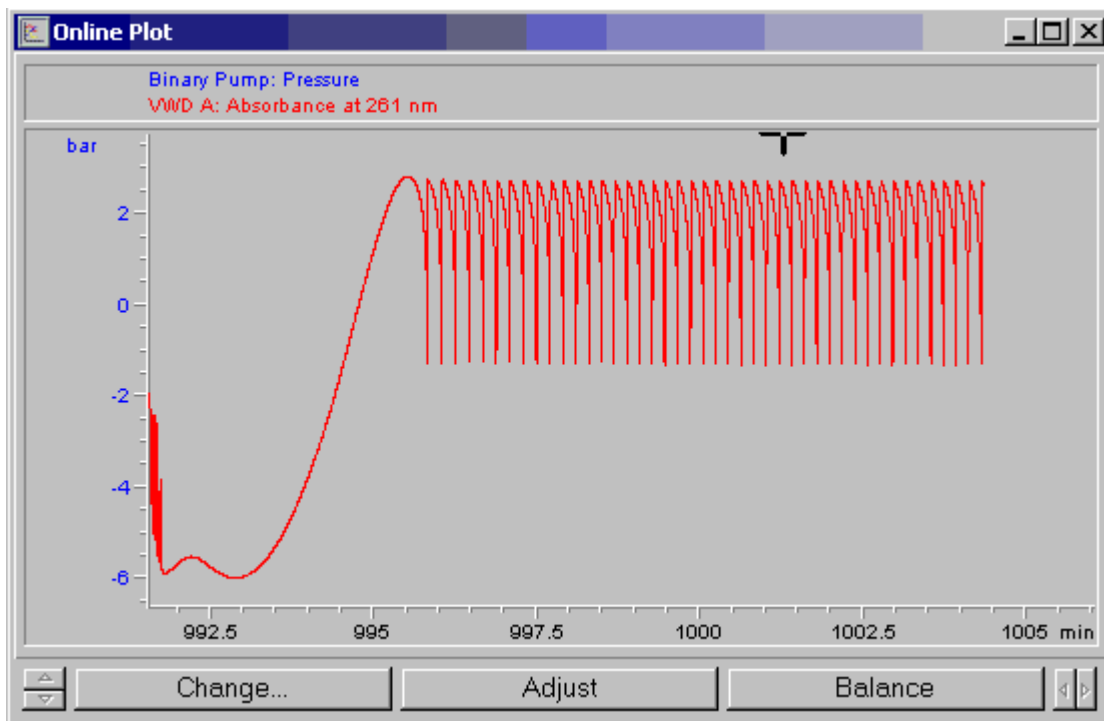 Online Plot
Binary Pump: Pressure
VWD A: Absorbance at 261 nm
bar
2
0
-2
-4
-6
992.5 995 997.5 1000 1002.5 1005 min
Change... Adjust Balance